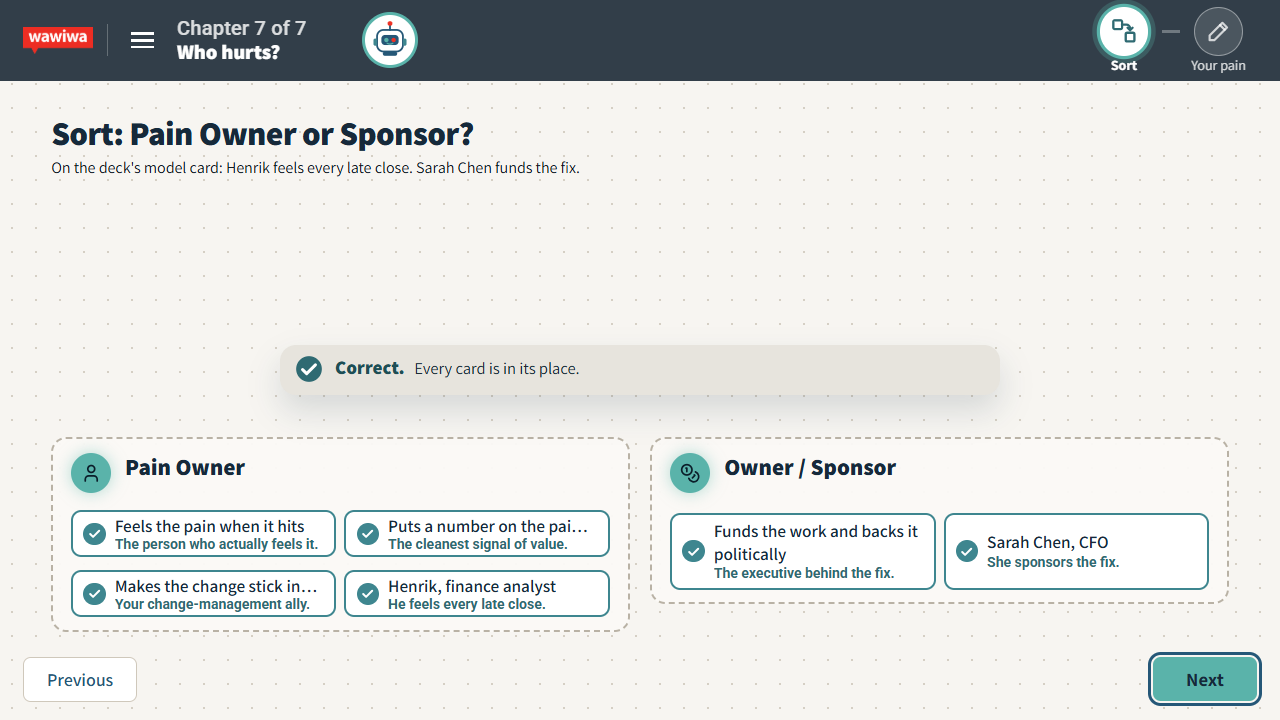 wawiwa
Chapter 7 of 7
Who hurts?
Sort
Your pain
Sort: Pain Owner or Sponsor?
On the deck's model card: Henrik feels every late close. Sarah Chen funds the fix.
Correct. Every card is in its place.
Pain Owner
Feels the pain when it hits
The person who actually feels it.
Puts a number on the pai…
The cleanest signal of value.
Makes the change stick in…
Your change-management ally.
Henrik, finance analyst
He feels every late close.
Owner / Sponsor
Funds the work and backs it
politically
The executive behind the fix.
Sarah Chen, CFO
She sponsors the fix.
Previous
Next